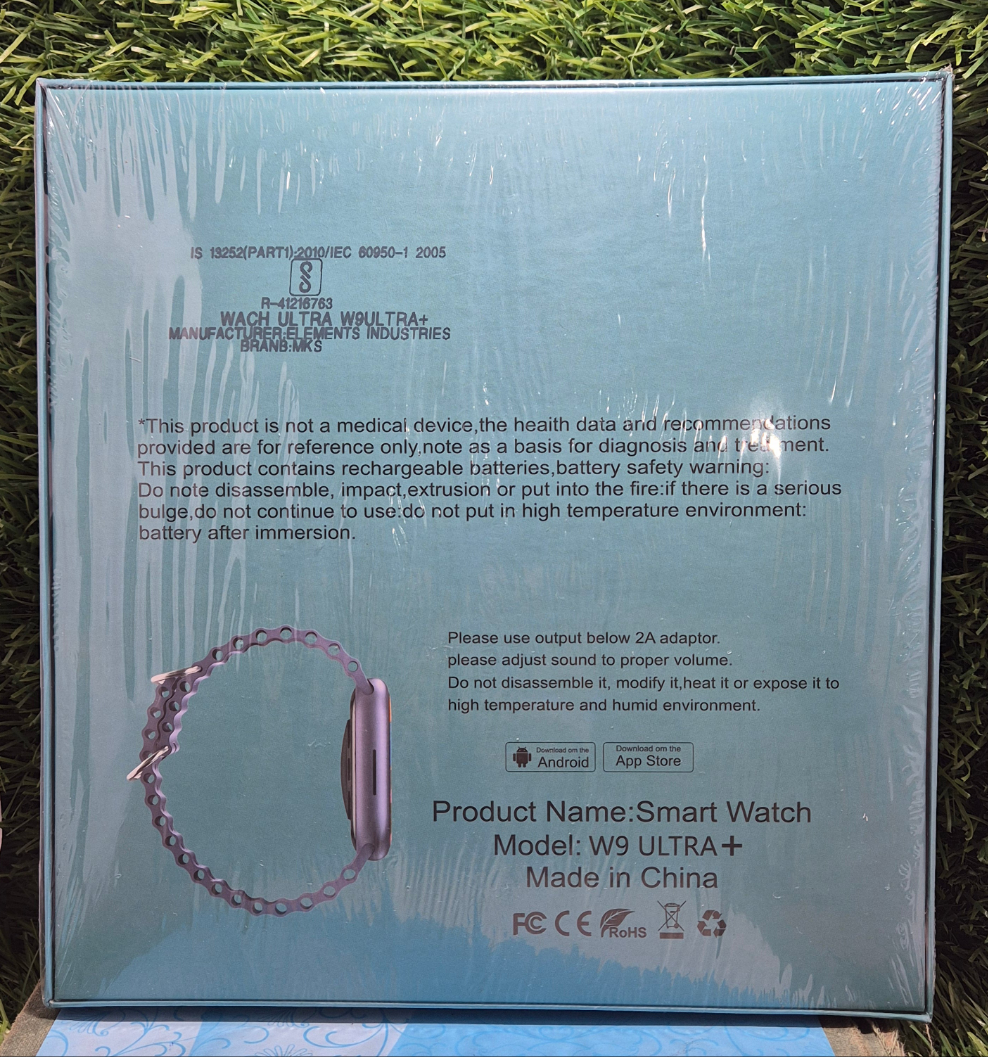 IS 13252(PART1):2010/IEC 60950-1 2005
R-41216763
WACH ULTRA W9ULTRA+
MANUFACTURER:ELEMENTS INDUSTRIES
BRANB:MKS
*This product is not a medical device,the health data and recommendations
provided are for reference only,note as a basis for diagnosis and treatment.
This product contains rechargeable batteries,battery safety warning:
Do note disassemble, impact,extrusion or put into the fire:if there is a serious
bulge,do not continue to use:do not put in high temperature environment:
battery after immersion.
Please use output below 2A adaptor.
please adjust sound to proper volume.
Do not disassemble it, modify it,heat it or expose it to
high temperature and humid environment.
Download om the
Android
Download om the
App Store
Product Name:Smart Watch
Model: W9 ULTRA+
Made in China
FC CE RoHS